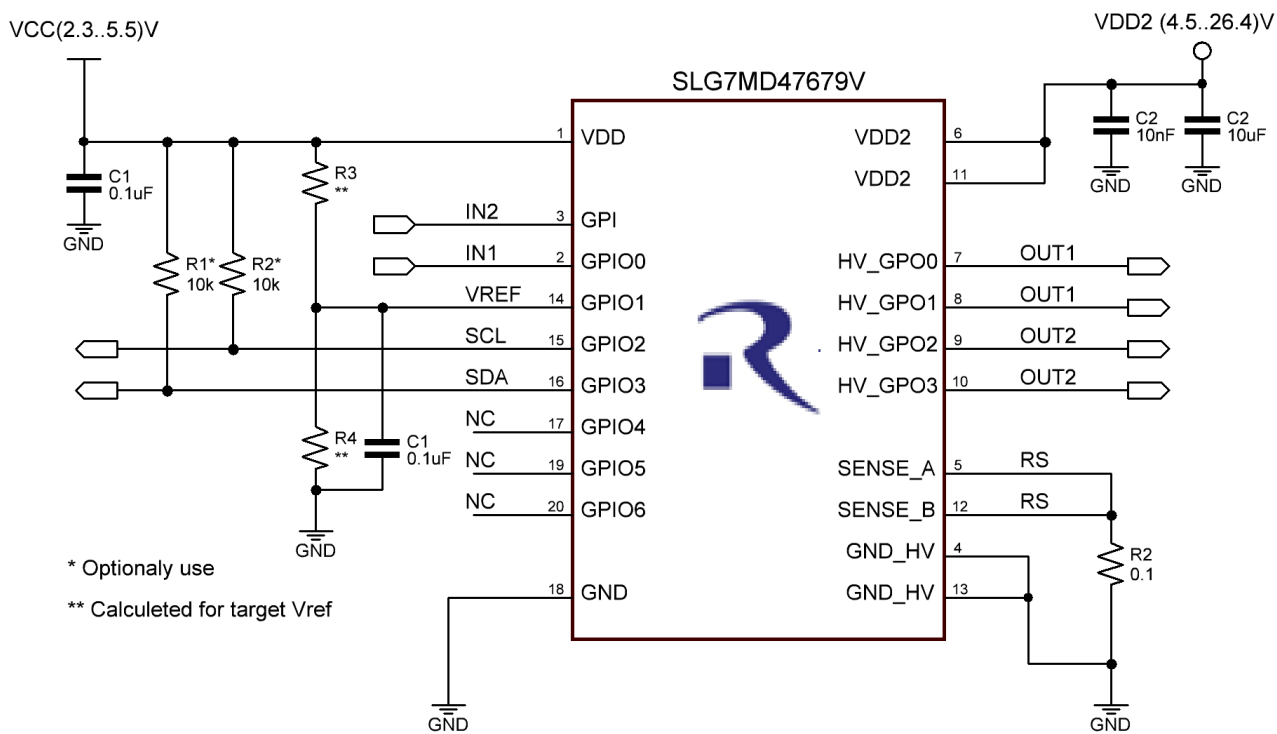 VCC(2.3..5.5)V
VDD2 (4.5..26.4)V
SLG7MD47679V
1 VDD
VDD2 6
VDD2 11
C2
10nF
C2
10uF
GND
GND
C1
0.1uF
GND
R3
**
IN2 3 GPI
IN1 2 GPIO0
HV_GPO0 7 OUT1
R1*
10k
R2*
10k
VREF 14 GPIO1
HV_GPO1 8 OUT1
SCL 15 GPIO2
HV_GPO2 9 OUT2
SDA 16 GPIO3
HV_GPO3 10 OUT2
NC 17 GPIO4
R4
**
C1
0.1uF
NC 19 GPIO5
SENSE_A 5 RS
NC 20 GPIO6
SENSE_B 12 RS
GND
GND_HV 4
R2
0.1
* Optionaly use
18 GND
GND_HV 13
** Calculeted for target Vref
R
GND
GND